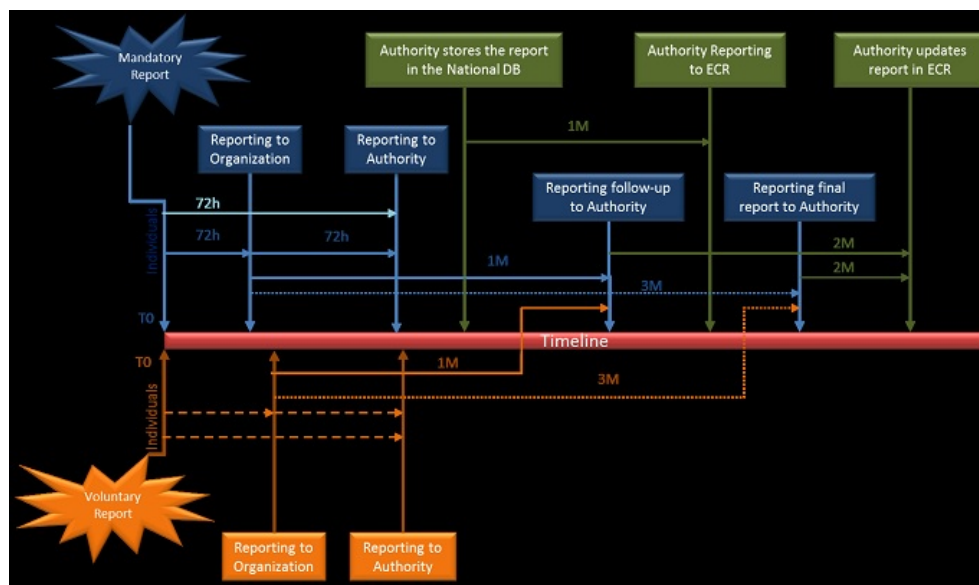 Mandatory
Report
Authority stores the report
in the National DB
Authority Reporting
to ECR
Authority updates
report in ECR
1M
Reporting to
Organization
Reporting to
Authority
Reporting follow-up
to Authority
Reporting final
report to Authority
Individuals
72h
72h
72h
2M
1M
2M
3M
T0
Timeline
T0
1M
3M
Individuals
Voluntary
Report
Reporting to
Organization
Reporting to
Authority